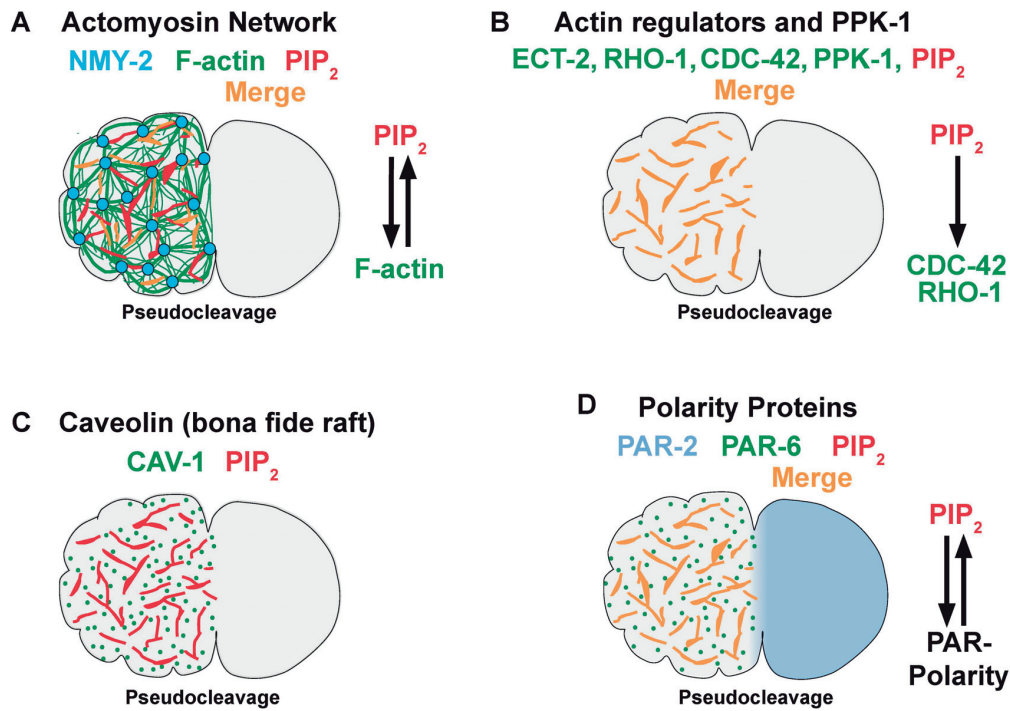 A Actomyosin Network
NMY-2 F-actin PIP2
Merge
PIP2
F-actin
Pseudocleavage
B Actin regulators and PPK-1
ECT-2, RHO-1, CDC-42, PPK-1, PIP2
Merge
PIP2
CDC-42
RHO-1
Pseudocleavage
C Caveolin (bona fide raft)
CAV-1 PIP2
Pseudocleavage
D Polarity Proteins
PAR-2 PAR-6 PIP2
Merge
PIP2
PAR-
Polarity
Pseudocleavage